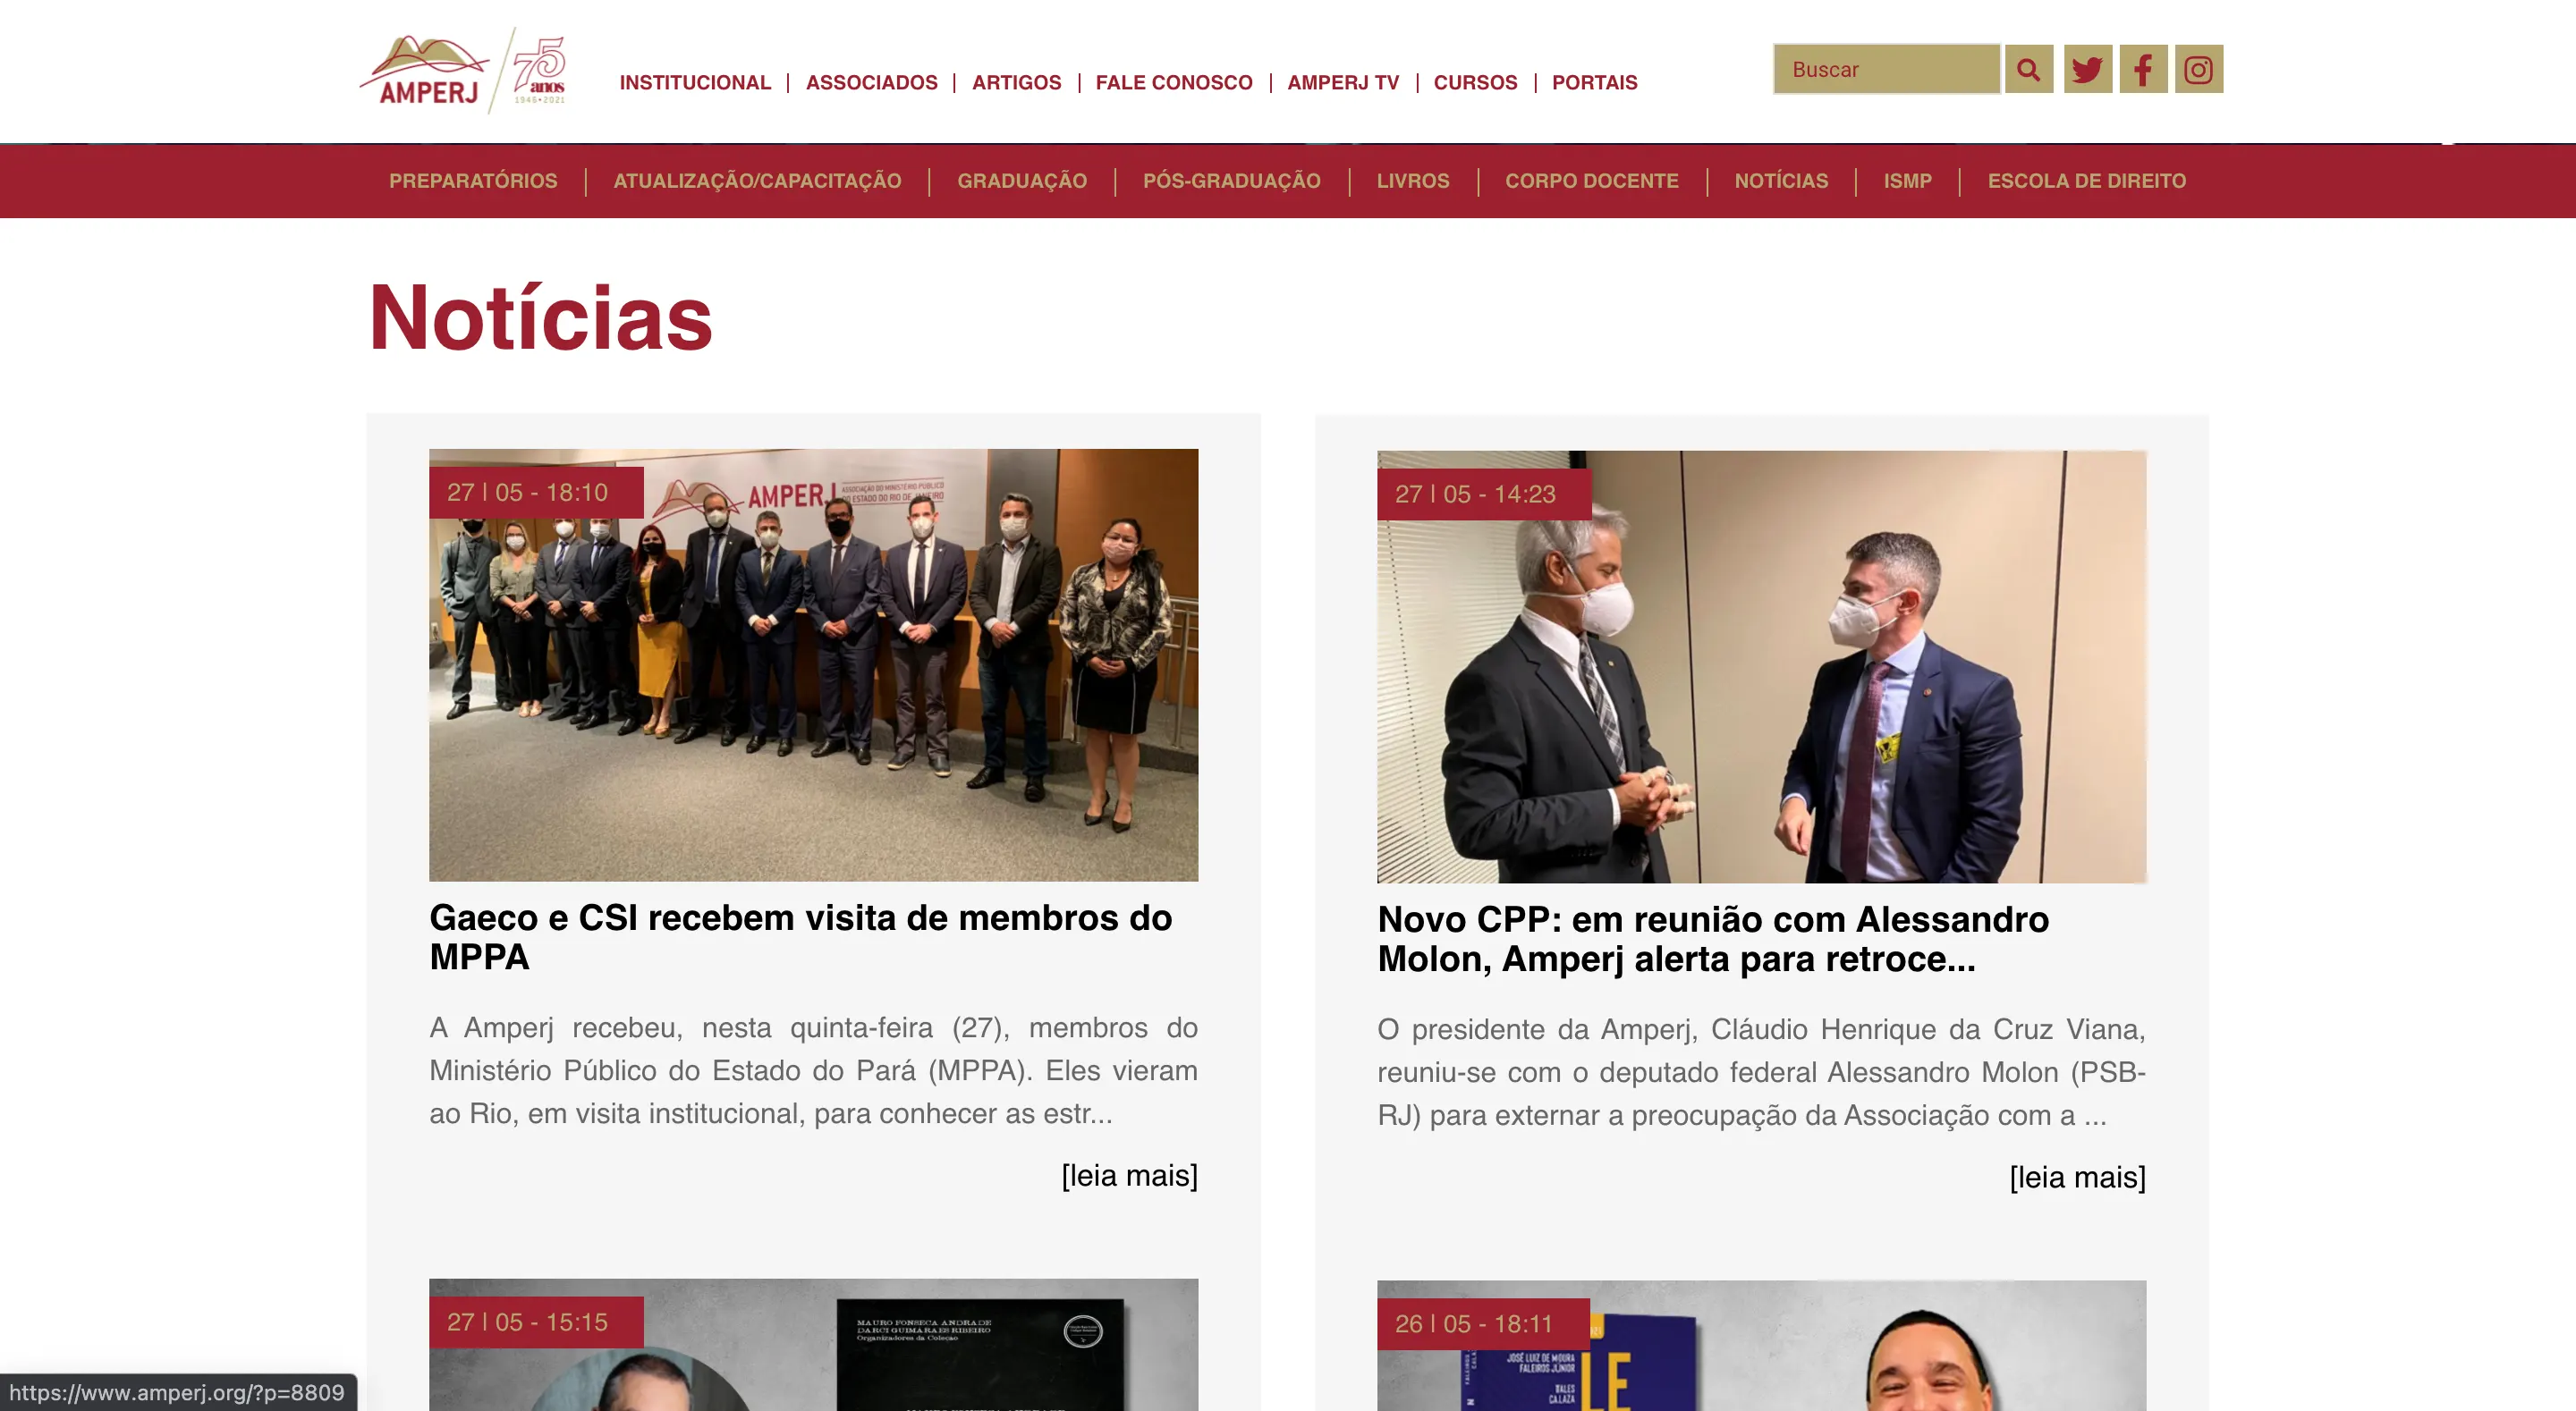 AMPERJ
75
anos
1946•2021
INSTITUCIONAL | ASSOCIADOS | ARTIGOS | FALE CONOSCO | AMPERJ TV | CURSOS | PORTAIS
Buscar
PREPARATÓRIOS | ATUALIZAÇÃO/CAPACITAÇÃO | GRADUAÇÃO | PÓS-GRADUAÇÃO | LIVROS | CORPO DOCENTE | NOTÍCIAS | ISMP | ESCOLA DE DIREITO
Notícias
27 | 05 - 18:10
AMPERJ
ASSOCIAÇÃO DO MINISTÉRIO PÚBLICO
DO ESTADO DO RIO DE JANEIRO
Gaeco e CSI recebem visita de membros do
MPPA
A Amperj recebeu, nesta quinta-feira (27), membros do
Ministério Público do Estado do Pará (MPPA). Eles vieram
ao Rio, em visita institucional, para conhecer as estr...
[leia mais]
27 | 05 - 14:23
Novo CPP: em reunião com Alessandro
Molon, Amperj alerta para retroce...
O presidente da Amperj, Cláudio Henrique da Cruz Viana,
reuniu-se com o deputado federal Alessandro Molon (PSB-
RJ) para externar a preocupação da Associação com a ...
[leia mais]
27 | 05 - 15:15
MAURO FONSECA ANDRADE
DARCI GUIMARÃES RIBEIRO
Organizadores da Coleção
26 | 05 - 18:11
JOSÉ LUIZ DE MOURA
FALEIROS JÚNIOR
TALES
CALAZA
LE
https://www.amperj.org/?p=8809